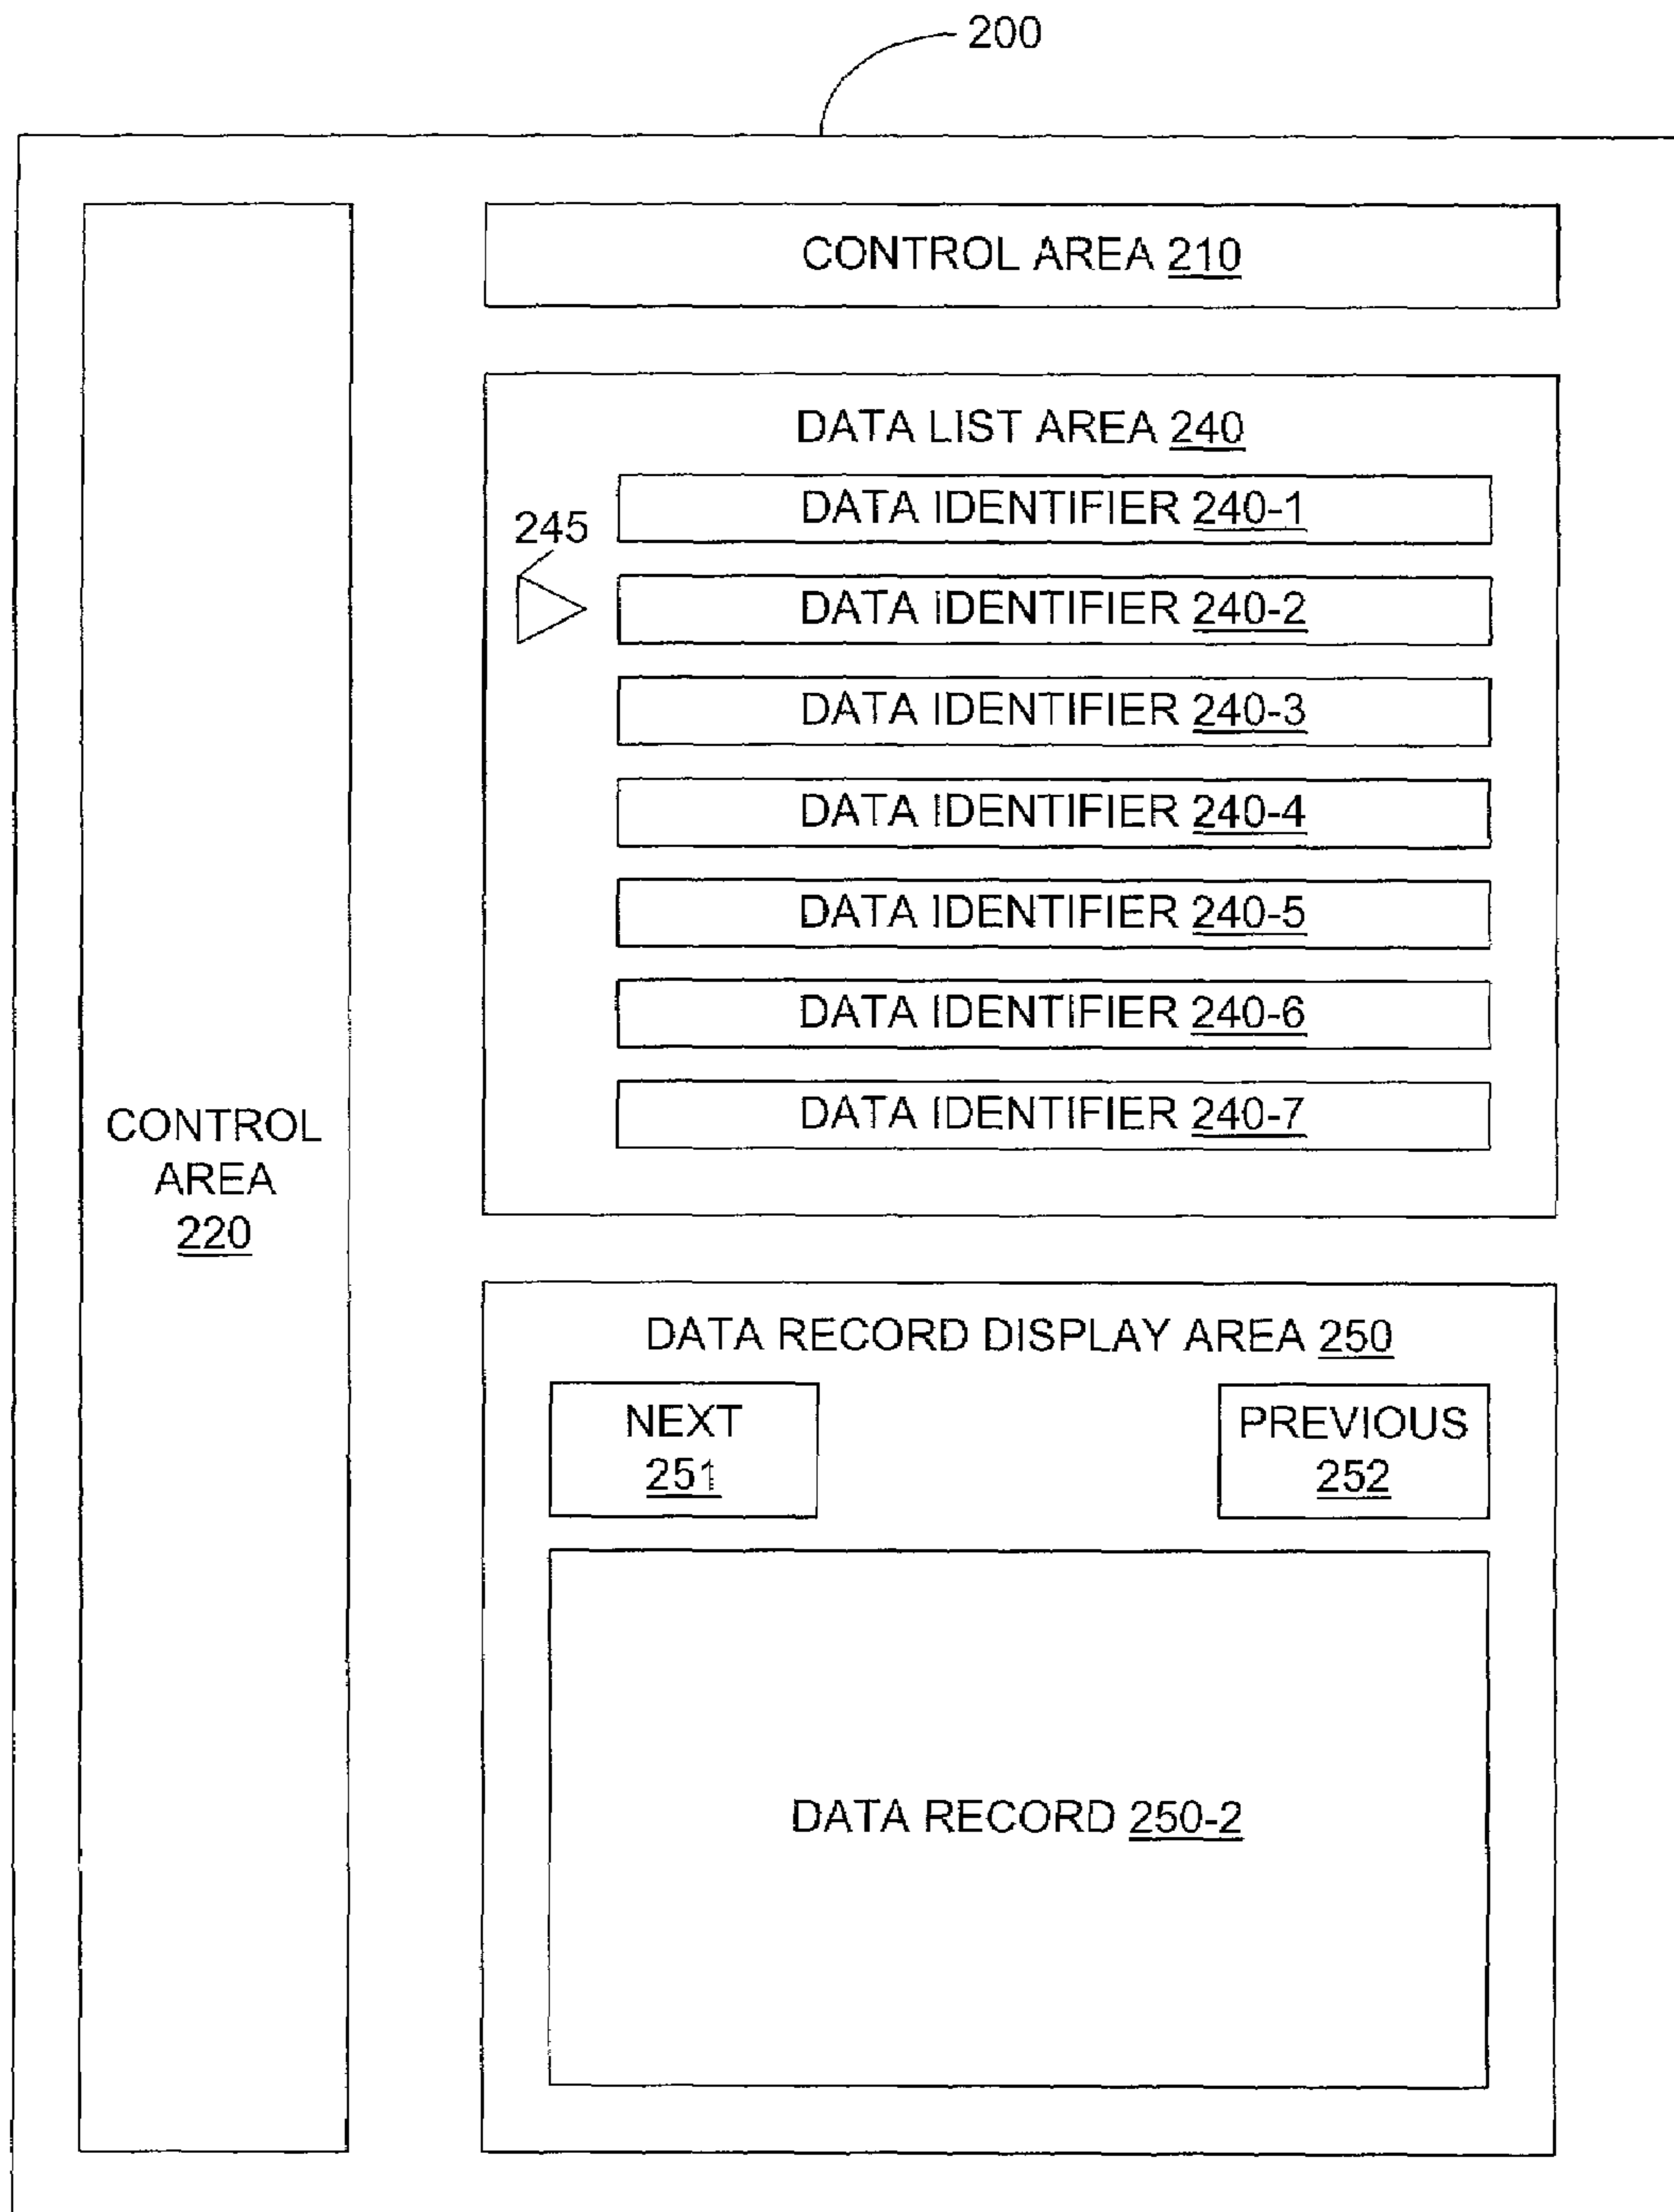 200
CONTROL AREA 210
DATA LIST AREA 240
DATA IDENTIFIER 240-1
245
DATA IDENTIFIER 240-2
DATA IDENTIFIER 240-3
DATA IDENTIFIER 240-4
DATA IDENTIFIER 240-5
DATA IDENTIFIER 240-6
DATA IDENTIFIER 240-7
CONTROL
AREA
220
DATA RECORD DISPLAY AREA 250
NEXT
251
PREVIOUS
252
DATA RECORD 250-2